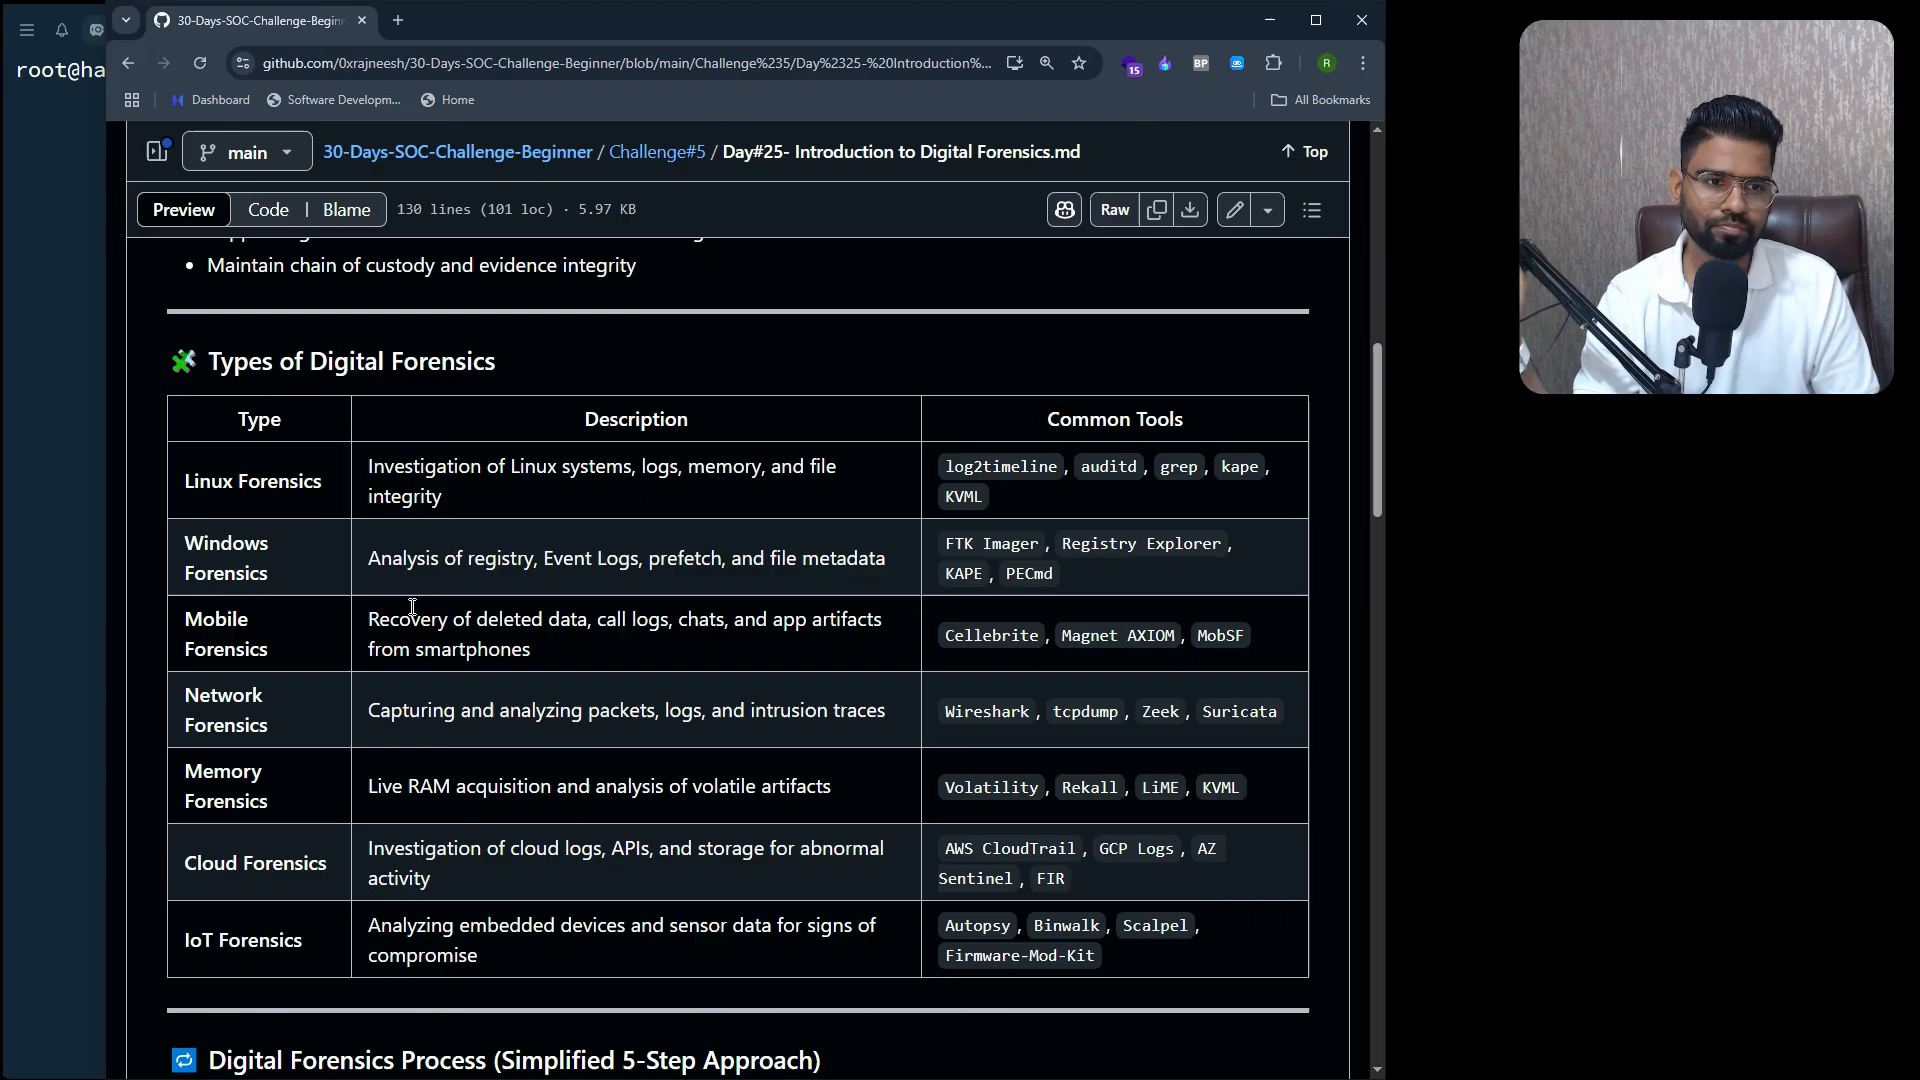 30-Days-SOC-Challenge-Begin
root@ha
github.com/0xrajneesh/30-Days-SOC-Challenge-Beginner/blob/main/Challenge%235/Day%2325-%20Introduction%...
15
BP
R
Dashboard
Software Developm...
Home
All Bookmarks
main
30-Days-SOC-Challenge-Beginner / Challenge#5 / Day#25- Introduction to Digital Forensics.md
Top
Preview
Code
Blame
130 lines (101 loc) · 5.97 KB
Raw
• Maintain chain of custody and evidence integrity
Types of Digital Forensics
Type
Description
Common Tools
Linux Forensics
Investigation of Linux systems, logs, memory, and file
integrity
log2timeline, auditd, grep, kape,
KVML
Windows
Forensics
Analysis of registry, Event Logs, prefetch, and file metadata
FTK Imager, Registry Explorer,
KAPE, PECmd
Mobile
Forensics
Recovery of deleted data, call logs, chats, and app artifacts
from smartphones
Cellebrite, Magnet AXIOM, MobSF
Network
Forensics
Capturing and analyzing packets, logs, and intrusion traces
Wireshark, tcpdump, Zeek, Suricata
Memory
Forensics
Live RAM acquisition and analysis of volatile artifacts
Volatility, Rekall, LiME, KVML
Cloud Forensics
Investigation of cloud logs, APIs, and storage for abnormal
activity
AWS CloudTrail, GCP Logs, AZ
Sentinel, FIR
IoT Forensics
Analyzing embedded devices and sensor data for signs of
compromise
Autopsy, Binwalk, Scalpel,
Firmware-Mod-Kit
Digital Forensics Process (Simplified 5-Step Approach)